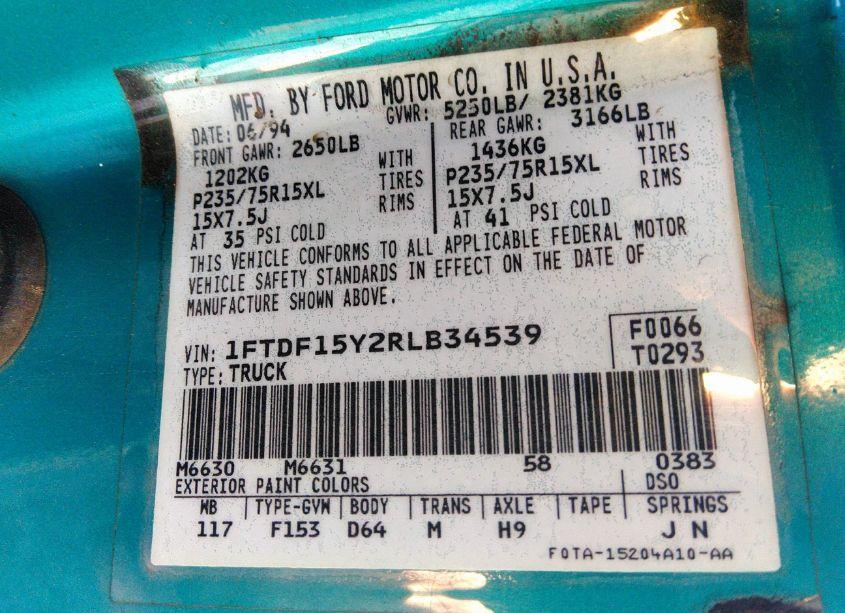 MFD. BY FORD MOTOR CO. IN U.S.A.
DATE: 06/94 GVWR: 5250LB/ 2381KG
FRONT GAWR: 2650LB REAR GAWR: 3166LB
1202KG WITH 1436KG WITH
P235/75R15XL TIRES P235/75R15XL TIRES
15X7.5J RIMS 15X7.5J RIMS
AT 35 PSI COLD AT 41 PSI COLD
THIS VEHICLE CONFORMS TO ALL APPLICABLE FEDERAL MOTOR
VEHICLE SAFETY STANDARDS IN EFFECT ON THE DATE OF
MANUFACTURE SHOWN ABOVE.
VIN: 1FTDF15Y2RLB34539 F0066
TYPE: TRUCK T0293
M6630 M6631 58 0383
EXTERIOR PAINT COLORS DSO
WB TYPE-GVW BODY TRANS AXLE TAPE SPRINGS
117 F153 D64 M H9 J N
F0TA-15204A10-AA